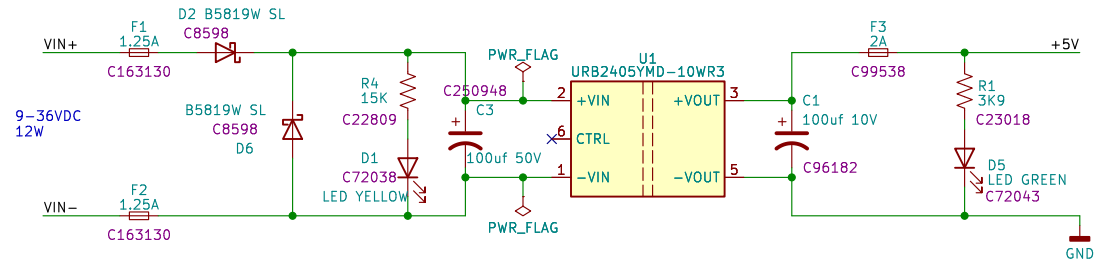 D2 B5819W SL
C8598
F1
1.25A
VIN+
C163130
F3
2A
+5V
C99538
PWR_FLAG
U1
URB2405YMD-10WR3
R4
15K
C22809
C250948
C3
+
100uf 50V
2
+VIN
6
CTRL
1
-VIN
+VOUT
3
-VOUT
5
C1
100uf 10V
+
C96182
R1
3K9
C23018
B5819W SL
C8598
D6
9-36VDC
12W
D1
C72038
LED YELLOW
D5
LED GREEN
C72043
F2
1.25A
VIN-
C163130
PWR_FLAG
GND